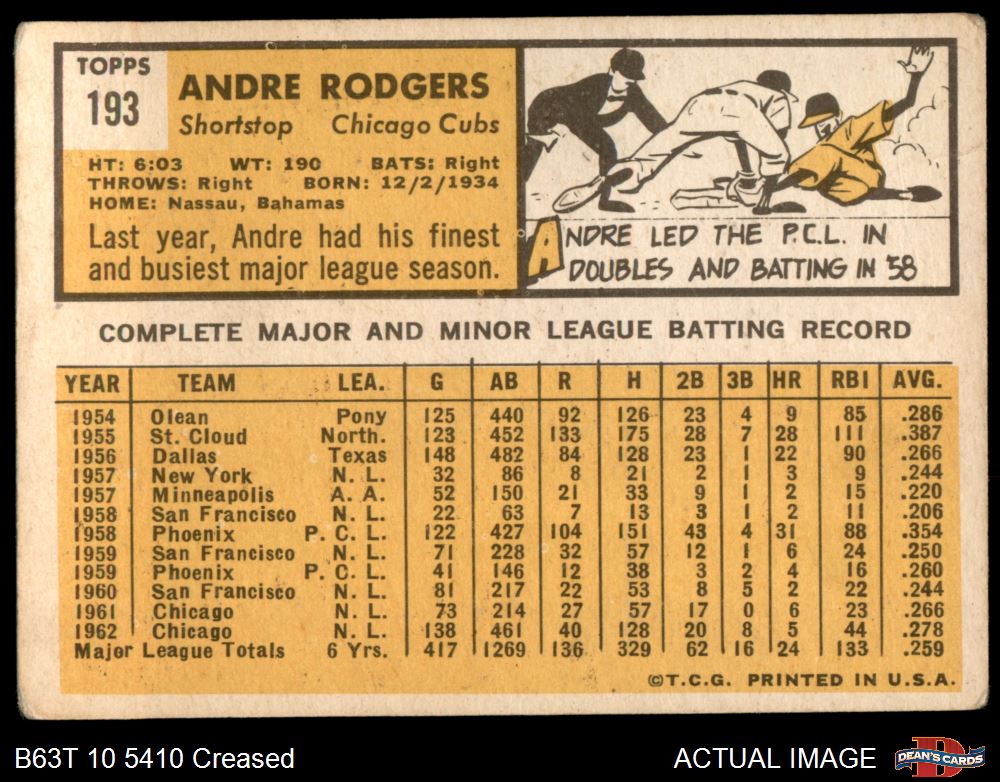 TOPPS
193
ANDRE RODGERS
Shortstop Chicago Cubs
HT: 6:03 WT: 190 BATS: Right
THROWS: Right BORN: 12/2/1934
HOME: Nassau, Bahamas
Last year, Andre had his finest
and busiest major league season.
ANDRE LED THE P.C.L. IN
DOUBLES AND BATTING IN '58
COMPLETE MAJOR AND MINOR LEAGUE BATTING RECORD
YEAR TEAM LEA. G AB R H 2B 3B HR RBI AVG.
1954 Olean Pony 125 440 92 126 23 4 9 85 .286
1955 St. Cloud North. 123 452 133 175 28 7 28 111 .387
1956 Dallas Texas 148 482 84 128 23 1 22 90 .266
1957 New York N. L. 32 86 8 21 2 1 3 9 .244
1957 Minneapolis A. A. 52 150 21 33 9 1 2 15 .220
1958 San Francisco N. L. 22 63 7 13 3 1 2 11 .206
1958 Phoenix P. C. L. 122 427 104 151 43 4 31 88 .354
1959 San Francisco N. L. 71 228 32 57 12 1 6 24 .250
1959 Phoenix P. C. L. 41 146 12 38 3 2 4 16 .260
1960 San Francisco N. L. 81 217 22 53 8 5 2 22 .244
1961 Chicago N. L. 73 214 27 57 17 0 6 23 .266
1962 Chicago N. L. 138 461 40 128 20 8 5 44 .278
Major League Totals 6 Yrs. 417 1269 136 329 62 16 24 133 .259
©T.C.G. PRINTED IN U.S.A.
B63T 10 5410 Creased
ACTUAL IMAGE
D
DEAN'S CARDS